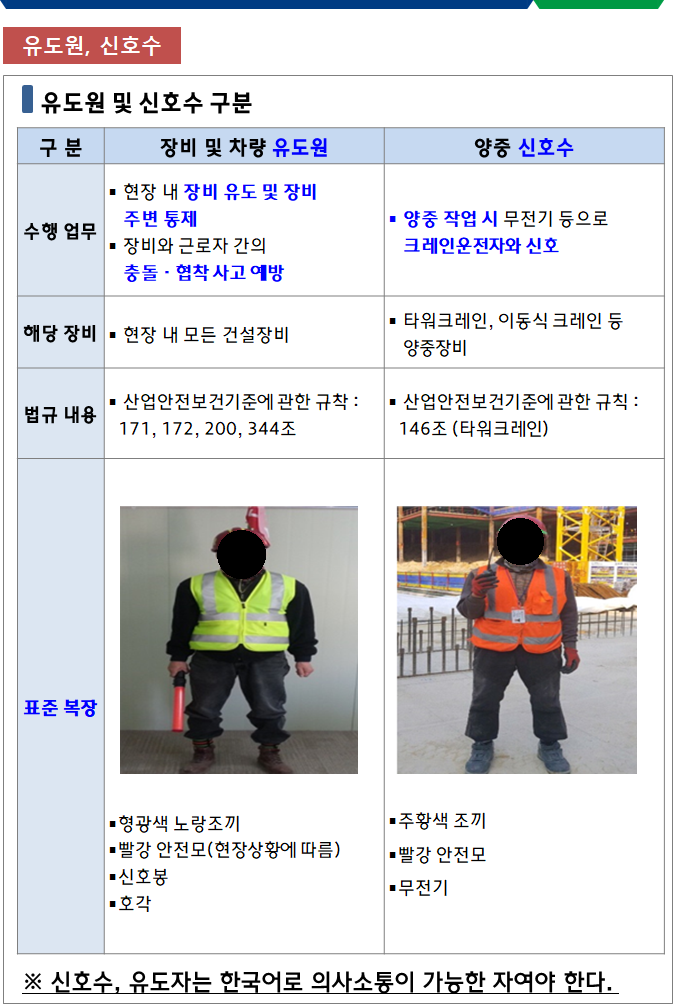 유도원, 신호수
유도원 및 신호수 구분
구 분 장비 및 차량 유도원 양중 신호수
수행 업무
▪ 현장 내 장비 유도 및 장비
주변 통제
▪ 장비와 근로자 간의
충돌 · 협착 사고 예방
▪ 양중 작업 시 무전기 등으로
크레인운전자와 신호
해당 장비
▪ 현장 내 모든 건설장비
▪ 타워크레인, 이동식 크레인 등
양중장비
법규 내용
▪ 산업안전보건기준에 관한 규착 :
171, 172, 200, 344조
▪ 산업안전보건기준에 관한 규칙 :
146조 (타워크레인)
표준 복장
▪형광색 노랑조끼
▪빨강 안전모(현장상황에 따름)
▪신호봉
▪호각
▪주황색 조끼
▪빨강 안전모
▪무전기
※ 신호수, 유도자는 한국어로 의사소통이 가능한 자여야 한다.